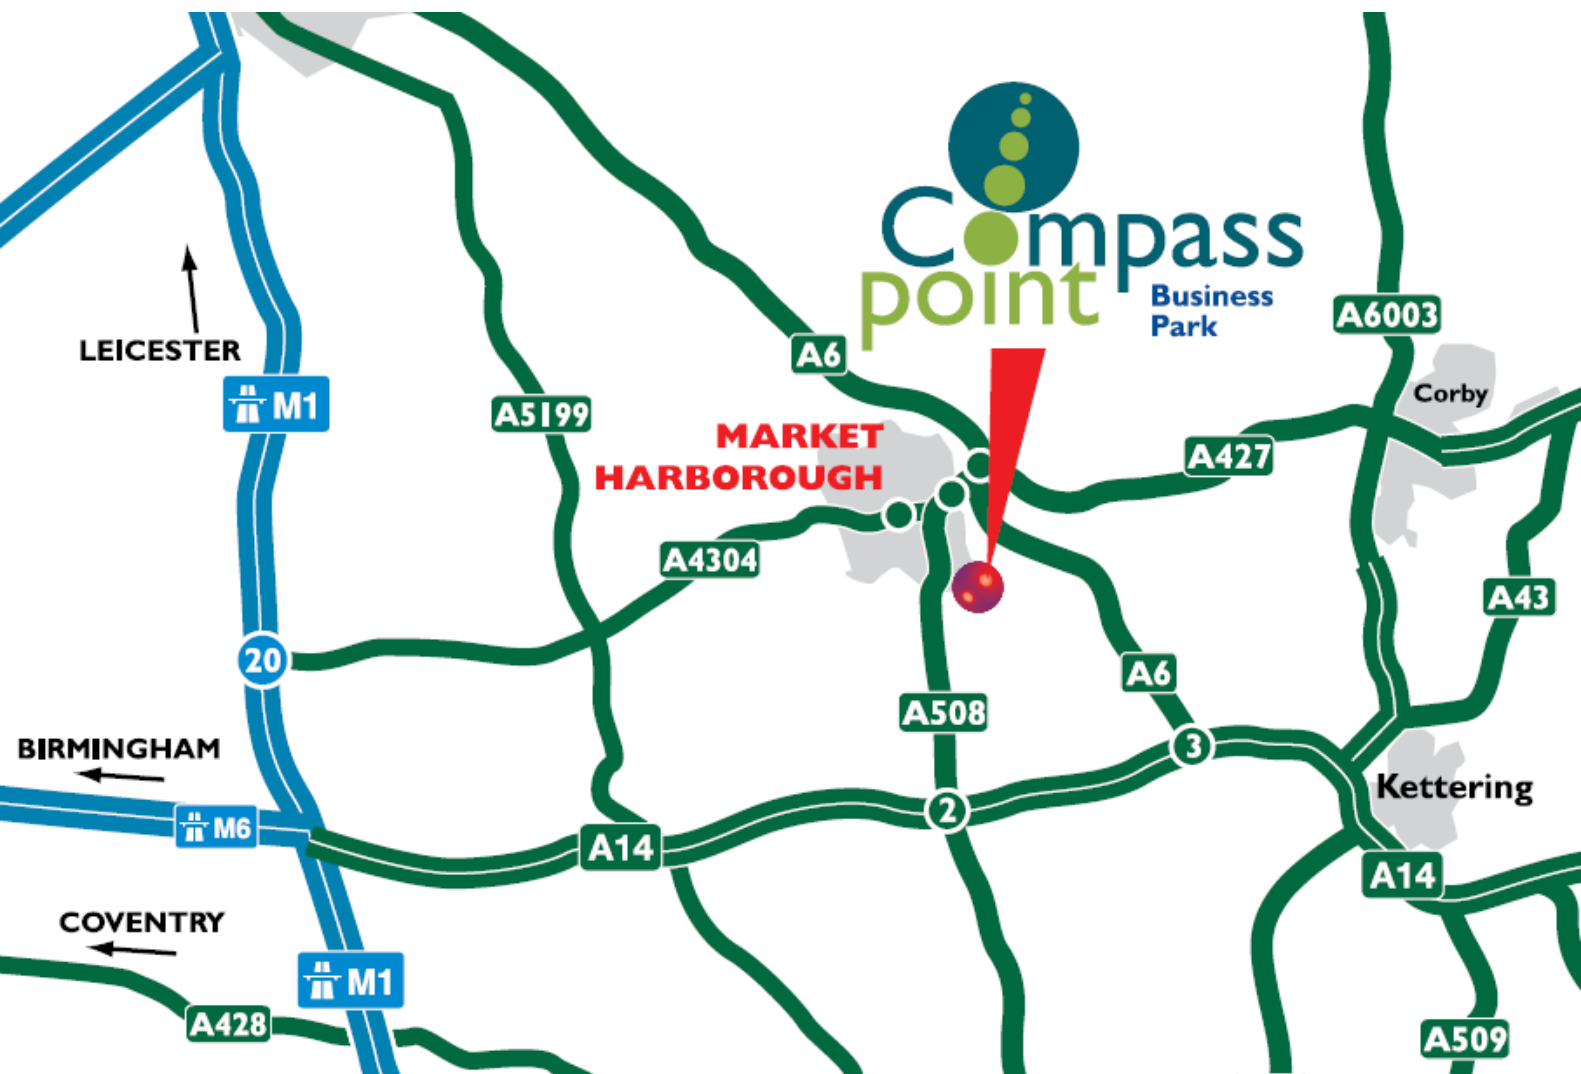 Compass
point
Business
Park
A6003
LEICESTER
A6
Corby
M1
A5199
MARKET
HARBOROUGH
A427
A4304
A43
20
A6
A508
BIRMINGHAM
3
Kettering
M6
2
A14
A14
COVENTRY
M1
A428
A509